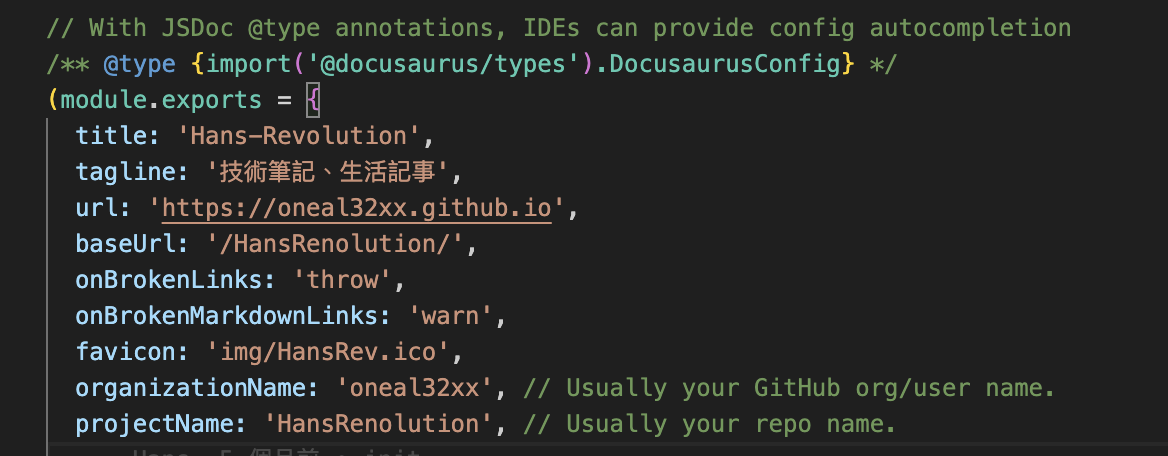 // With JSDoc @type annotations, IDEs can provide config autocompletion
/** @type {import('@docusaurus/types').DocusaurusConfig} */
(module.exports = {
title: 'Hans-Revolution',
tagline: '技術筆記、生活記事',
url: 'https://oneal32xx.github.io',
baseUrl: '/HansRenolution/',
onBrokenLinks: 'throw',
onBrokenMarkdownLinks: 'warn',
favicon: 'img/HansRev.ico',
organizationName: 'oneal32xx', // Usually your GitHub org/user name.
projectName: 'HansRenolution', // Usually your repo name.